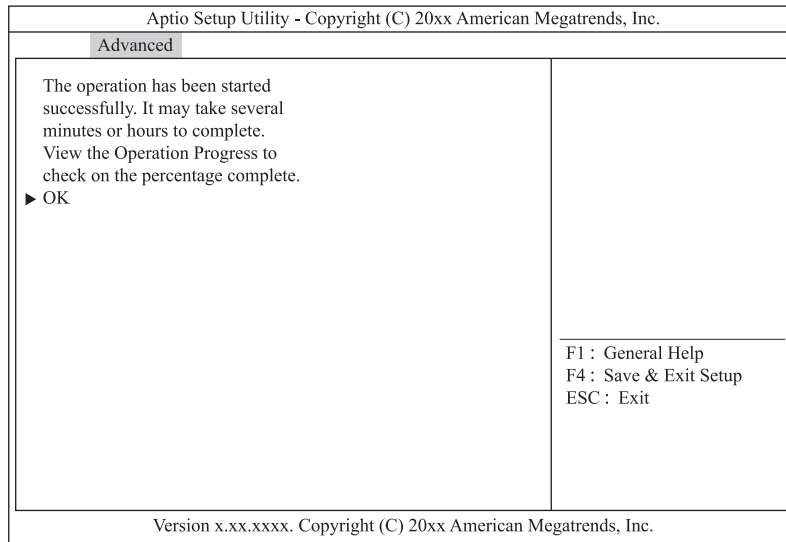 Aptio Setup Utility - Copyright (C) 20xx American Megatrends, Inc.
Advanced
The operation has been started
successfully. It may take several
minutes or hours to complete.
View the Operation Progress to
check on the percentage complete.
▶ OK
F1 : General Help
F4 : Save & Exit Setup
ESC : Exit
Version x.xx.xxxx. Copyright (C) 20xx American Megatrends, Inc.